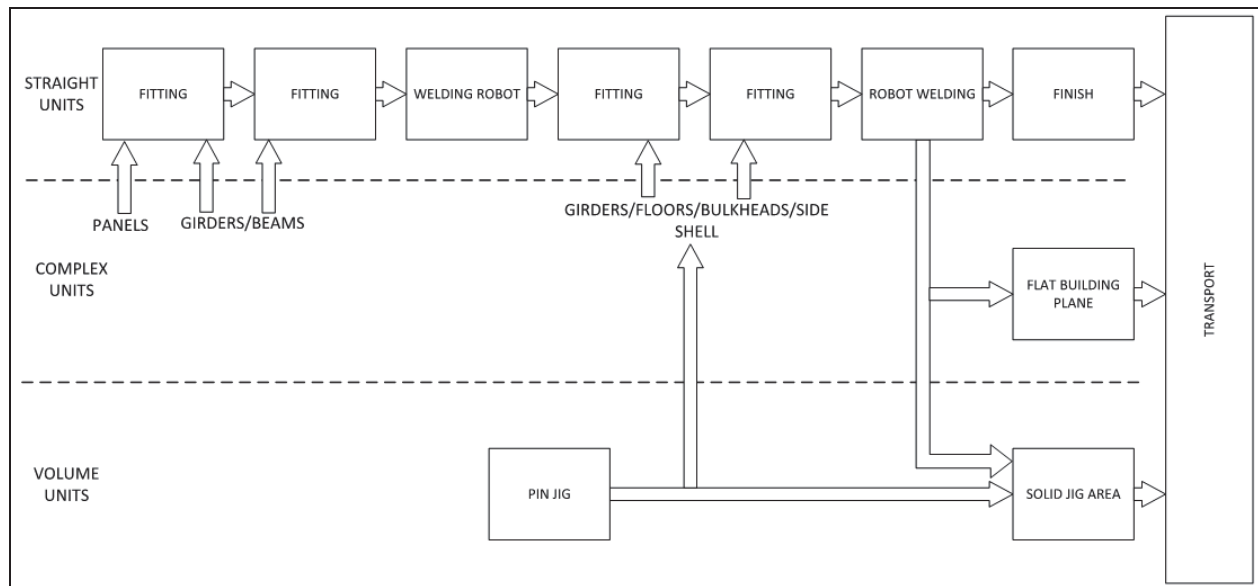 STRAIGHT
UNITS
FITTING
FITTING
WELDING ROBOT
FITTING
FITTING
ROBOT WELDING
FINISH
PANELS
GIRDERS/BEAMS
GIRDERS/FLOORS/BULKHEADS/SIDE
SHELL
COMPLEX
UNITS
FLAT BUILDING
PLANE
TRANSPORT
VOLUME
UNITS
PIN JIG
SOLID JIG AREA